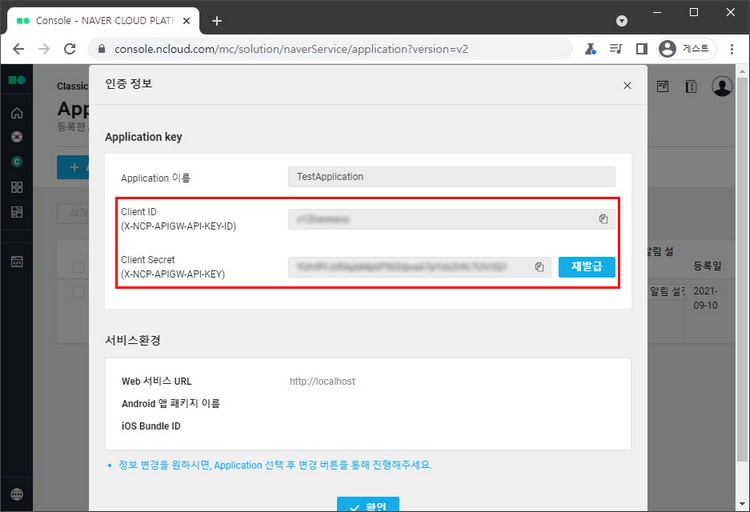 Console - NAVER CLOUD PLATF
console.ncloud.com/mc/solution/naverService/application?version=v2
게스트
Classic
App
등록한
인증 정보
Application key
Application 이름
TestApplication
Client ID
(X-NCP-APIGW-API-KEY-ID)
Client Secret
(X-NCP-APIGW-API-KEY)
재발급
삭제
알림 설
등록일
알림 설정
2021-
09-10
서비스환경
Web 서비스 URL
http://localhost
Android 앱 패키지 이름
iOS Bundle ID
• 정보 변경을 원하시면, Application 선택 후 변경 버튼을 통해 진행해주세요.
확인